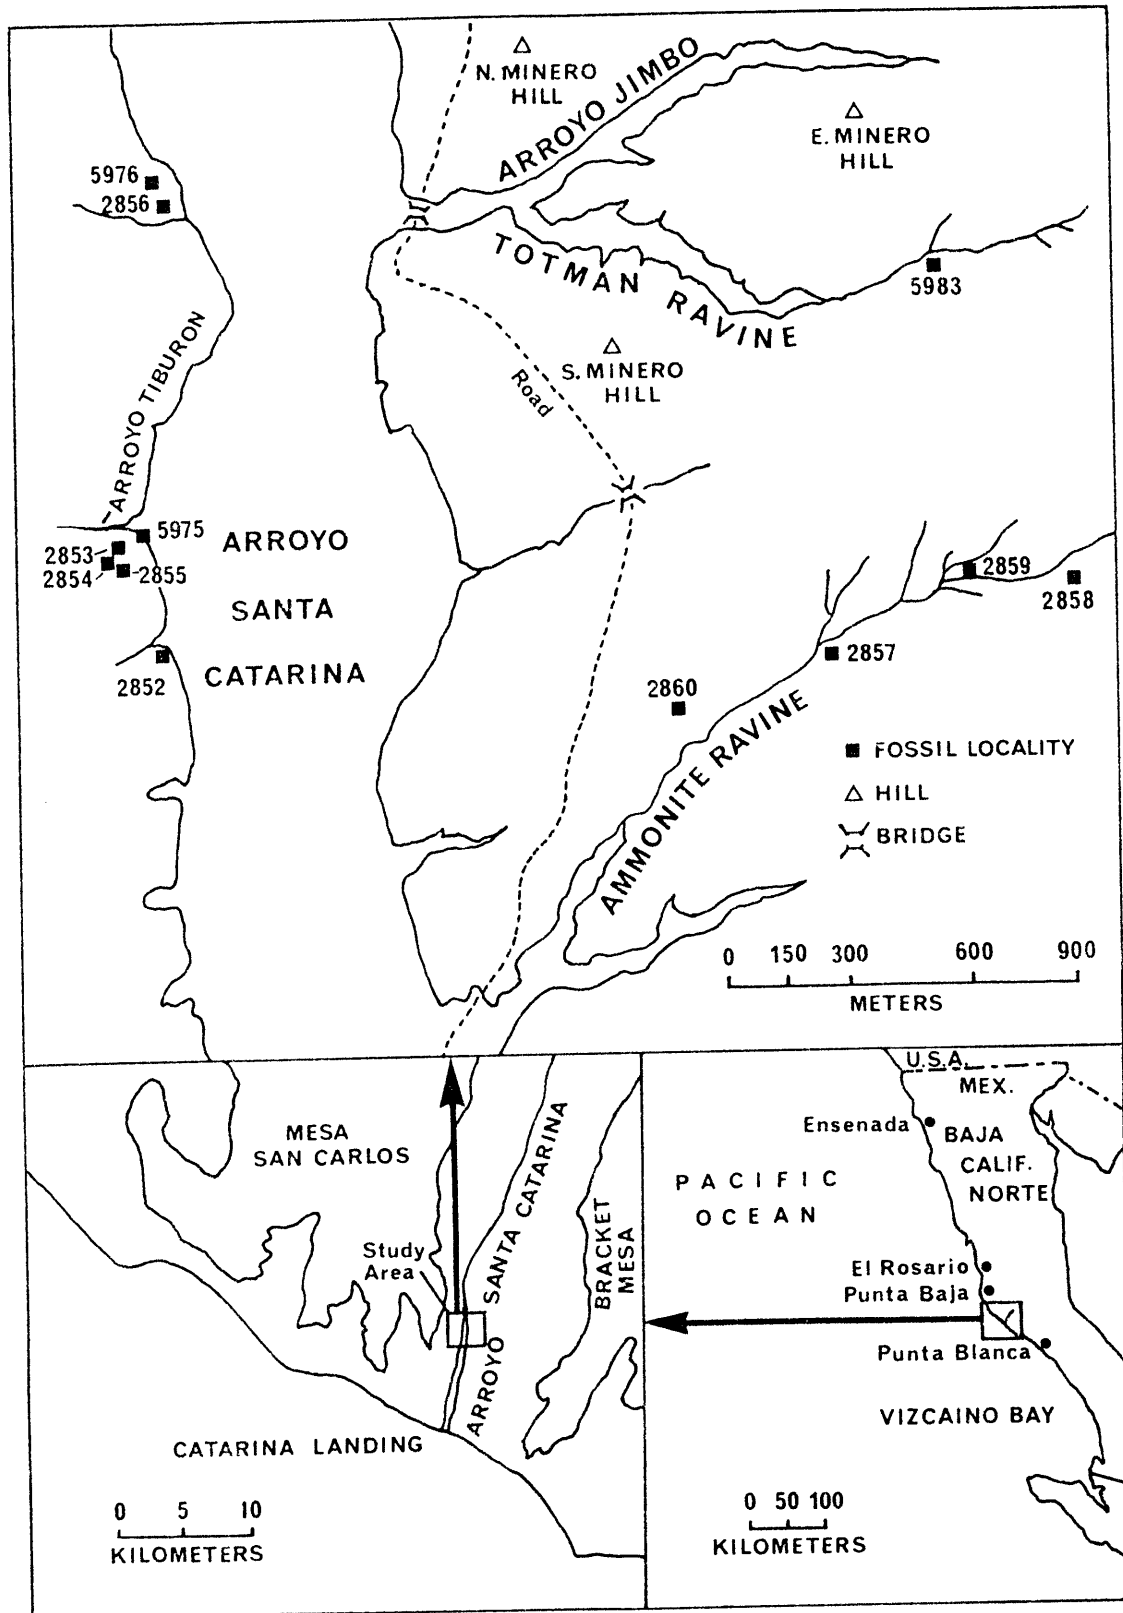 N. MINERO
HILL
ARROYO JIMBO
E. MINERO
HILL
5976
2856
TOTMAN RAVINE
5983
ARROYO TIBURON
S. MINERO
HILL
Road
5975
2853
2854
2855
ARROYO
SANTA
CATARINA
2852
2859
2858
2857
2860
AMMONITE RAVINE
FOSSIL LOCALITY
HILL
BRIDGE
0 150 300 600 900
METERS
MESA
SAN CARLOS
Study
Area
ARROYO SANTA CATARINA
BRACKET
MESA
CATARINA LANDING
0 5 10
KILOMETERS
U.S.A.
MEX.
Ensenada
BAJA
CALIF.
NORTE
PACIFIC
OCEAN
El Rosario
Punta Baja
Punta Blanca
VIZCAINO BAY
0 50 100
KILOMETERS